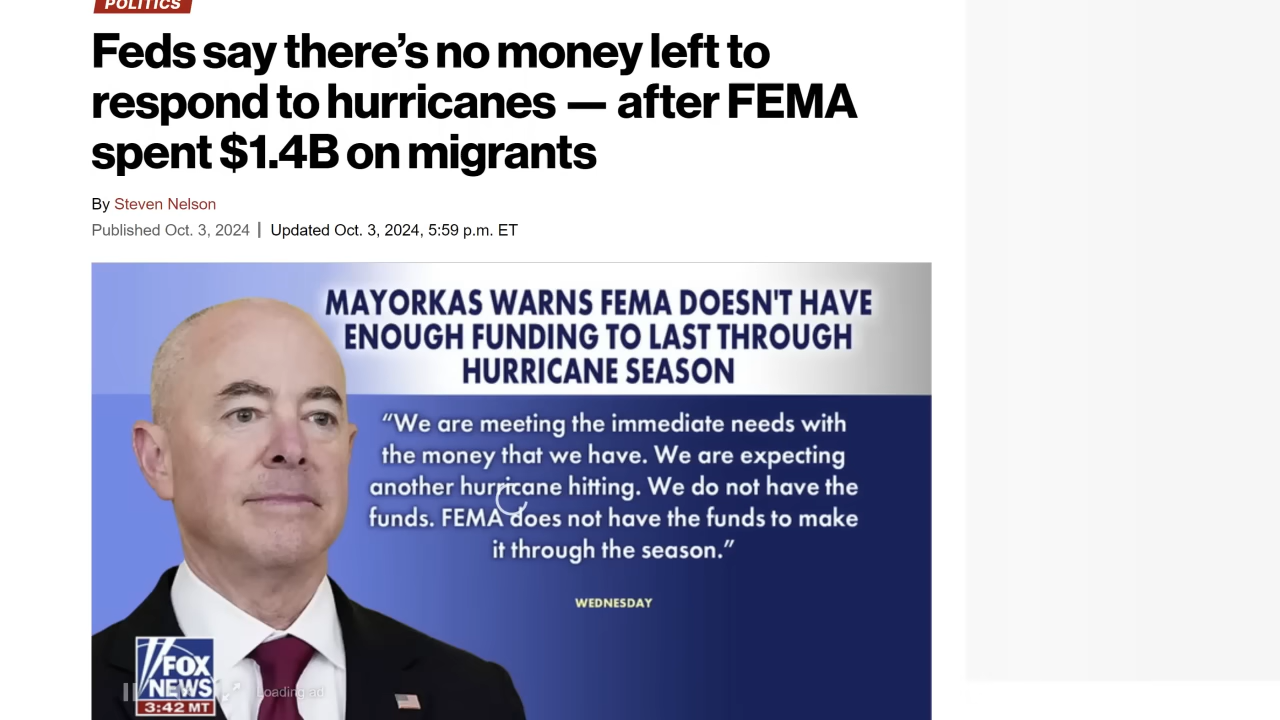 POLITICS
Feds say there’s no money left to
respond to hurricanes — after FEMA
spent $1.4B on migrants
By Steven Nelson
Published Oct. 3, 2024 | Updated Oct. 3, 2024, 5:59 p.m. ET
MAYORKAS WARNS FEMA DOESN'T HAVE
ENOUGH FUNDING TO LAST THROUGH
HURRICANE SEASON
“We are meeting the immediate needs with
the money that we have. We are expecting
another hurricane hitting. We do not have the
funds. FEMA does not have the funds to make
it through the season.”
WEDNESDAY
FOX
NEWS
3:42 MT
Loading ad